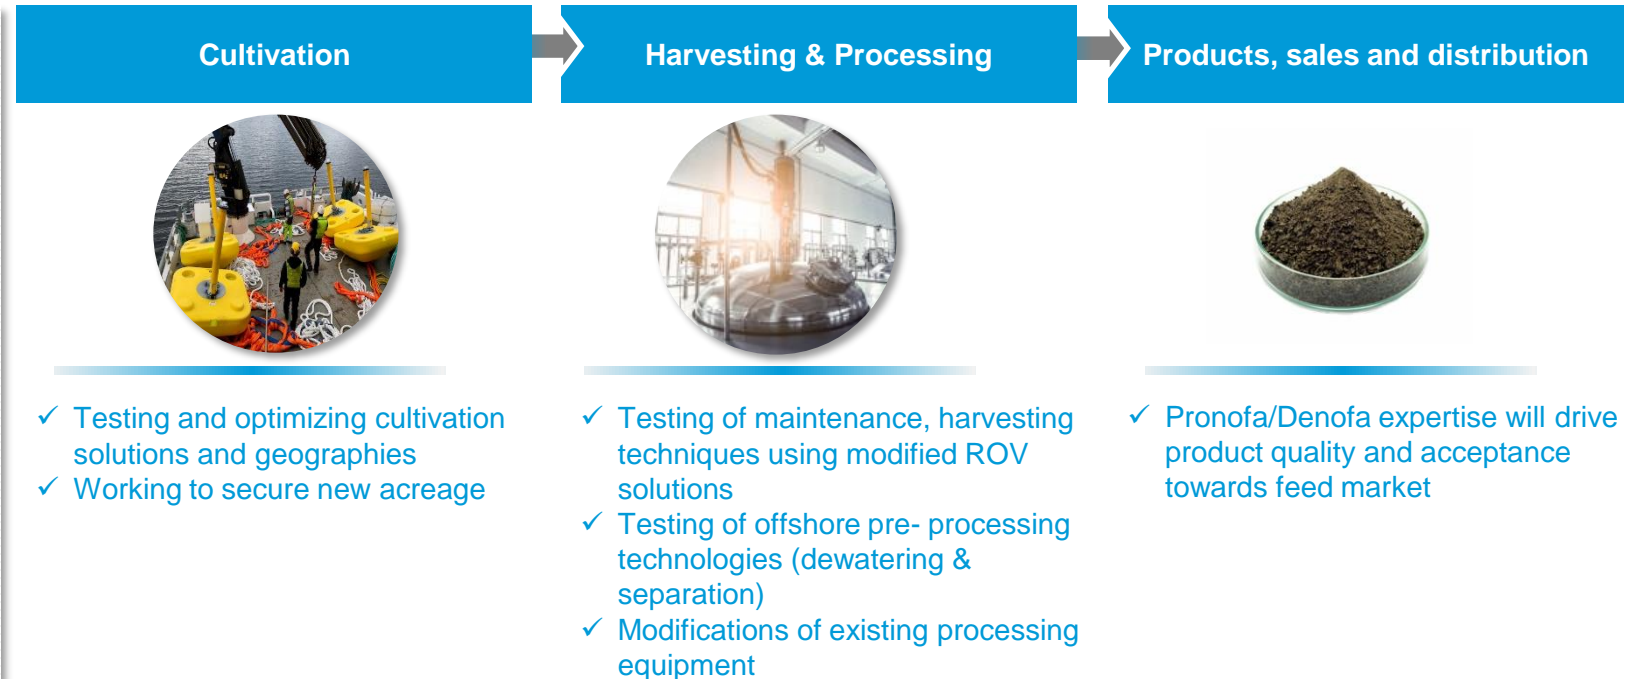 Cultivation
Harvesting & Processing
Products, sales and distribution
✓ Testing and optimizing cultivation
solutions and geographies
✓ Working to secure new acreage
✓ Testing of maintenance, harvesting
techniques using modified ROV
solutions
✓ Testing of offshore pre- processing
technologies (dewatering &
separation)
✓ Modifications of existing processing
equipment
✓ Pronofa/Denofa expertise will drive
product quality and acceptance
towards feed market